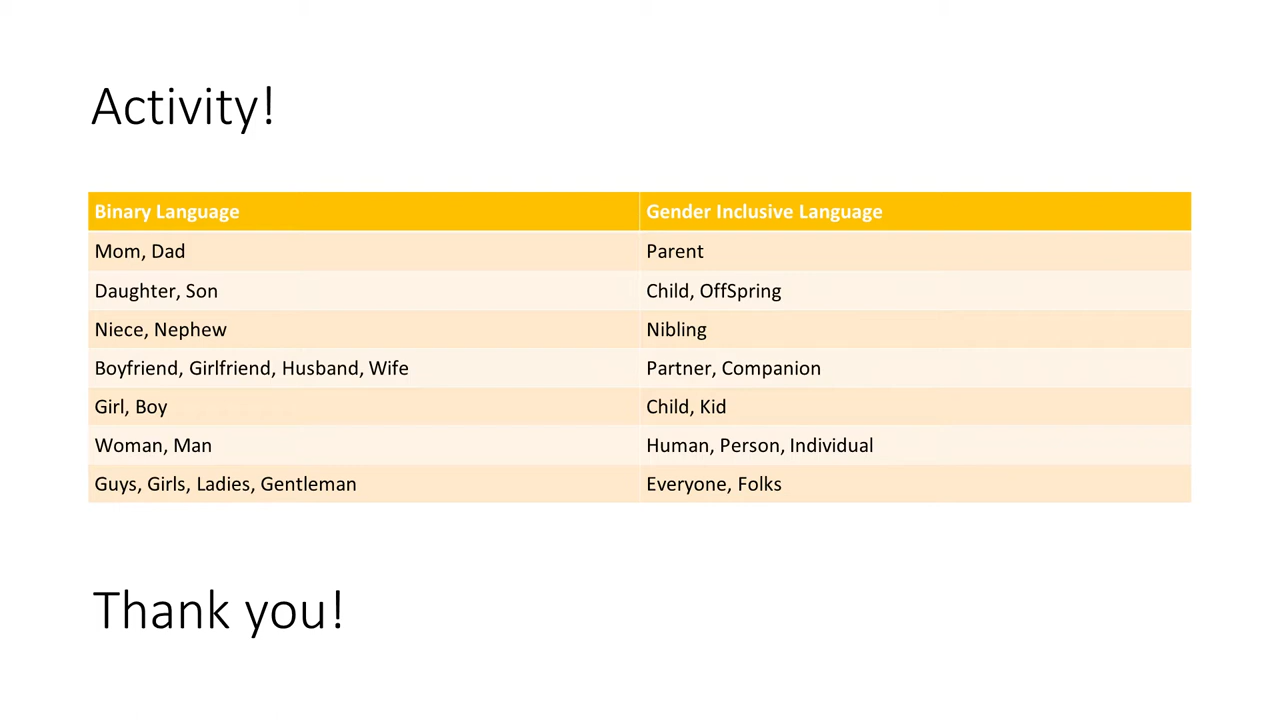 Activity!
Binary Language Gender Inclusive Language
Mom, Dad Parent
Daughter, Son Child, OffSpring
Niece, Nephew Nibling
Boyfriend, Girlfriend, Husband, Wife Partner, Companion
Girl, Boy Child, Kid
Woman, Man Human, Person, Individual
Guys, Girls, Ladies, Gentleman Everyone, Folks
Thank you!